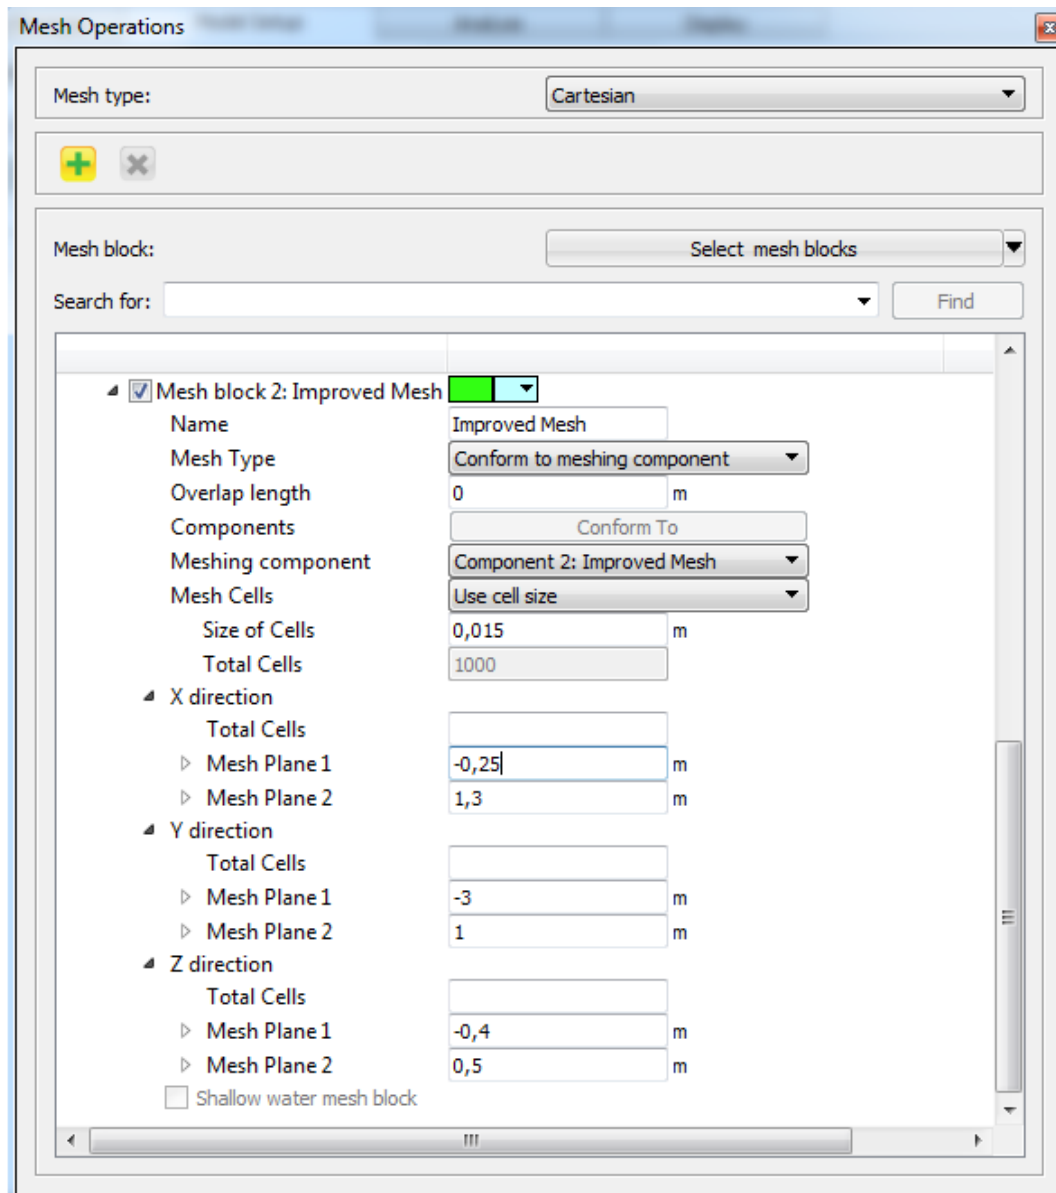 Mesh Operations
Mesh type: Cartesian
Mesh block: Select mesh blocks
Search for: Find
Mesh block 2: Improved Mesh
Name Improved Mesh
Mesh Type Conform to meshing component
Overlap length 0 m
Components Conform To
Meshing component Component 2: Improved Mesh
Mesh Cells Use cell size
Size of Cells 0,015 m
Total Cells 1000
X direction
Total Cells
Mesh Plane 1 -0,25 m
Mesh Plane 2 1,3 m
Y direction
Total Cells
Mesh Plane 1 -3 m
Mesh Plane 2 1 m
Z direction
Total Cells
Mesh Plane 1 -0,4 m
Mesh Plane 2 0,5 m
Shallow water mesh block